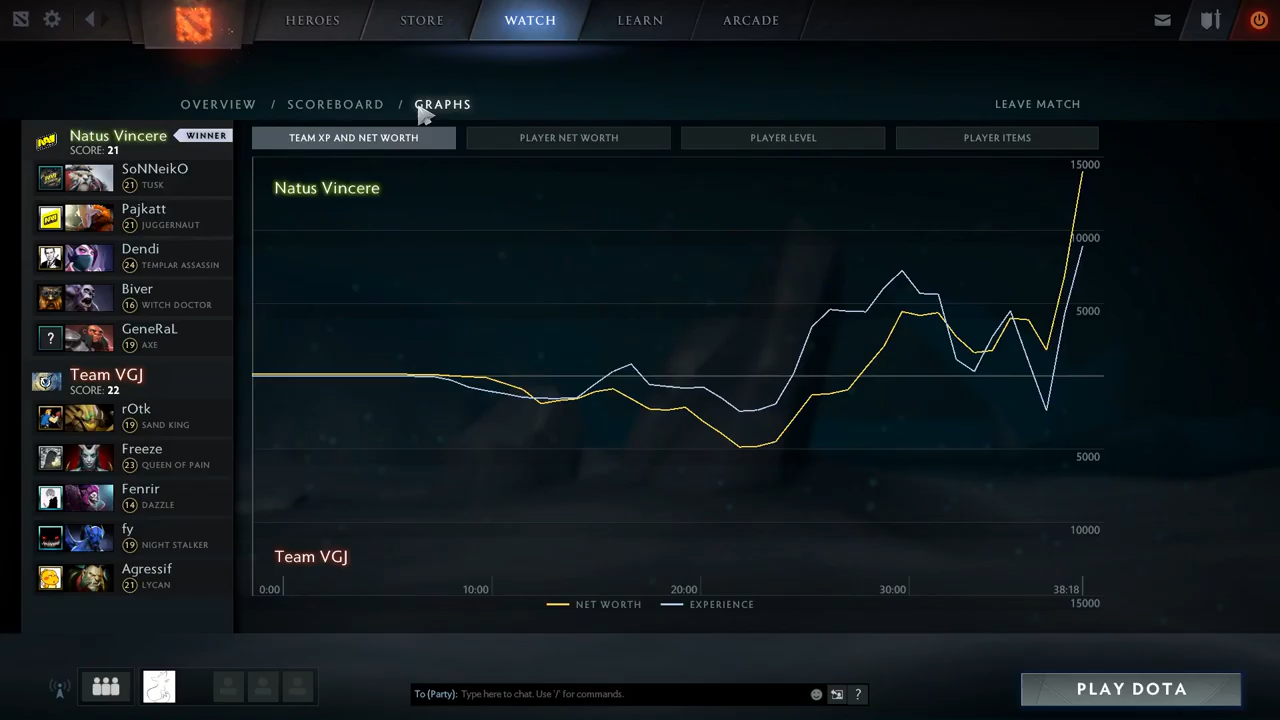 HEROES STORE WATCH LEARN ARCADE
OVERVIEW / SCOREBOARD / GRAPHS LEAVE MATCH
Natus Vincere WINNER
SCORE: 21
TEAM XP AND NET WORTH PLAYER NET WORTH PLAYER LEVEL PLAYER ITEMS
SoNNeikO
21 TUSK
Pajkatt
21 JUGGERNAUT
Dendi
24 TEMPLAR ASSASSIN
Biver
16 WITCH DOCTOR
? GeneRaL
19 AXE
Team VGJ
SCORE: 22
rOtk
19 SAND KING
Freeze
23 QUEEN OF PAIN
Fenrir
14 DAZZLE
fy
19 NIGHT STALKER
Agressif
21 LYCAN
Natus Vincere
15000
10000
5000
5000
10000
Team VGJ
0:00 10:00 20:00 30:00 38:18
15000
NET WORTH EXPERIENCE
To (Party): Type here to chat. Use '/' for commands. ?
PLAY DOTA